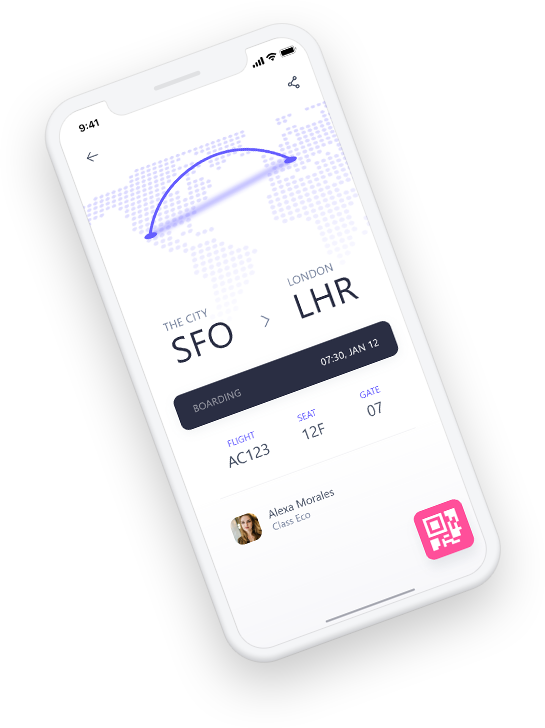 9:41
THE CITY
SFO
LONDON
LHR
BOARDING 07:30, JAN 12
FLIGHT SEAT GATE
AC123 12F 07
Alexa Morales
Class Eco